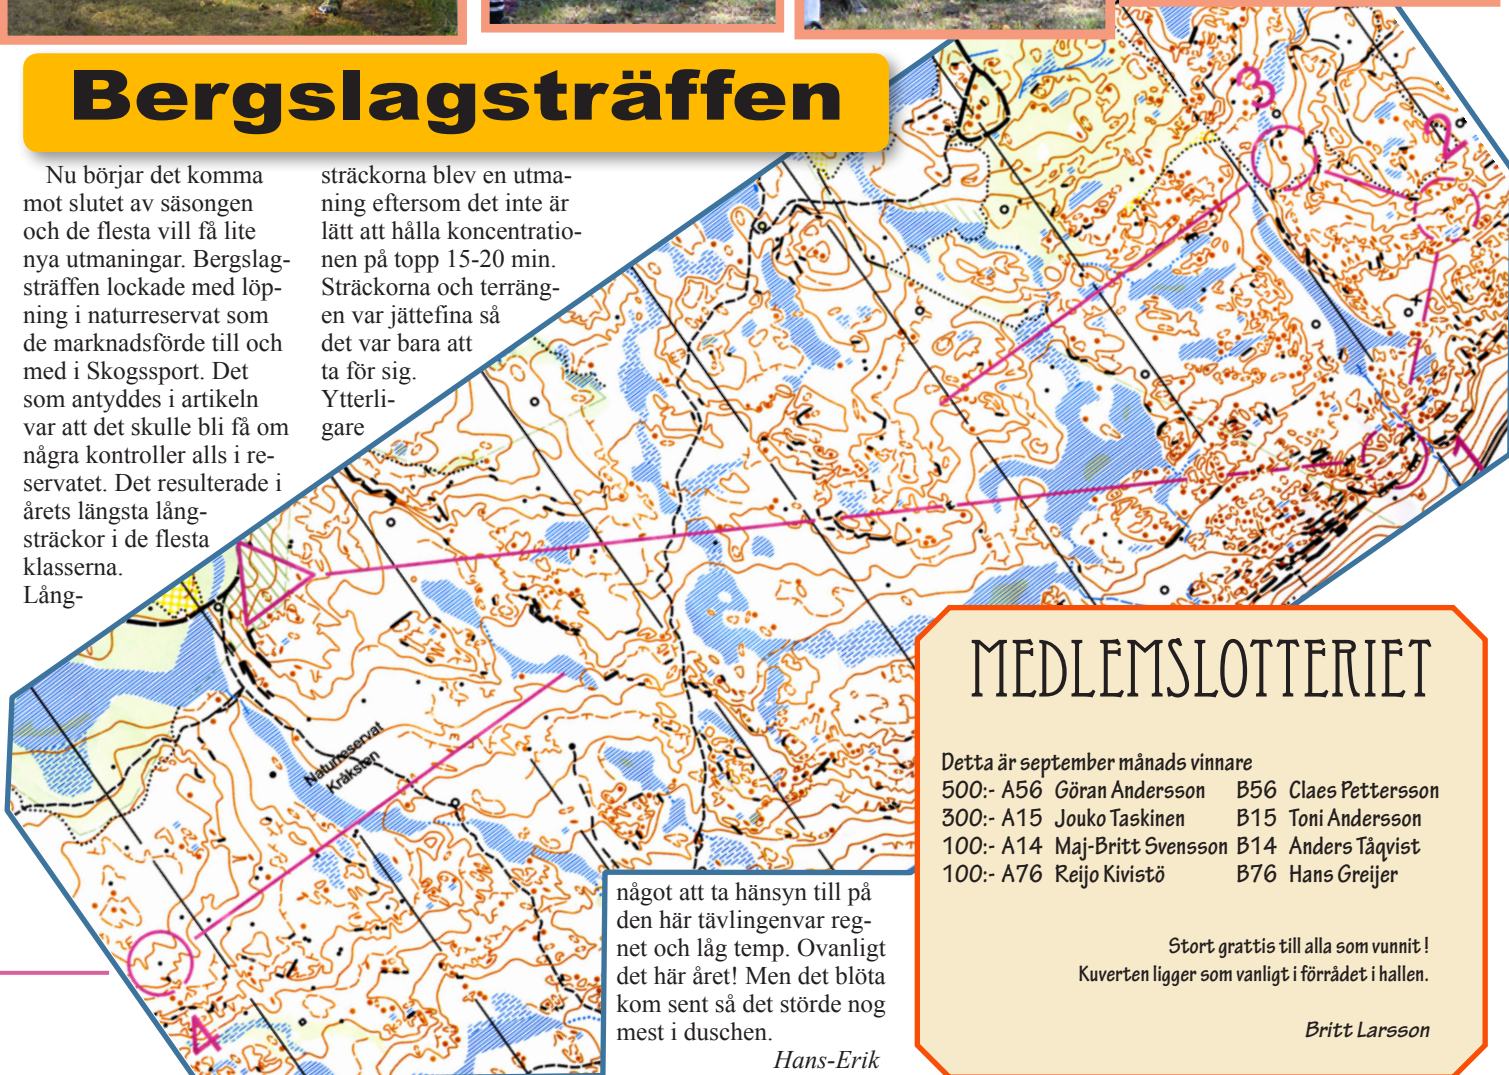 Bergslagsträffen
Nu börjar det komma
mot slutet av säsongen
och de flesta vill få lite
nya utmaningar. Bergslag-
sträffen lockade med löp-
ning i naturreservat som
de marknadsförde till och
med i Skogssport. Det
som antyddes i artikeln
var att det skulle bli få om
några kontroller alls i re-
servatet. Det resulterade i
årets längsta lång-
sträckor i de flesta
klasserna.
Lång-
sträckorna blev en utma-
ning eftersom det inte är
lätt att hålla koncentratio-
nen på topp 15-20 min.
Sträckorna och terräng-
en var jättefina så
det var bara att
ta för sig.
Ytterli-
gare
något att ta hänsyn till på
den här tävlingenvar reg-
net och låg temp. Ovanligt
det här året! Men det blöta
kom sent så det störde nog
mest i duschen.
Hans-Erik
3
2
1
4
Naturreservat
Kråksten
MEDLEMSLOTTERIET
Detta är september månads vinnare
500:- A56 Göran Andersson B56 Claes Pettersson
300:- A15 Jouko Taskinen B15 Toni Andersson
100:- A14 Maj-Britt Svensson B14 Anders Tåqvist
100:- A76 Reijo Kivistö B76 Hans Greijer
Stort grattis till alla som vunnit !
Kuverten ligger som vanligt i förrådet i hallen.
Britt Larsson